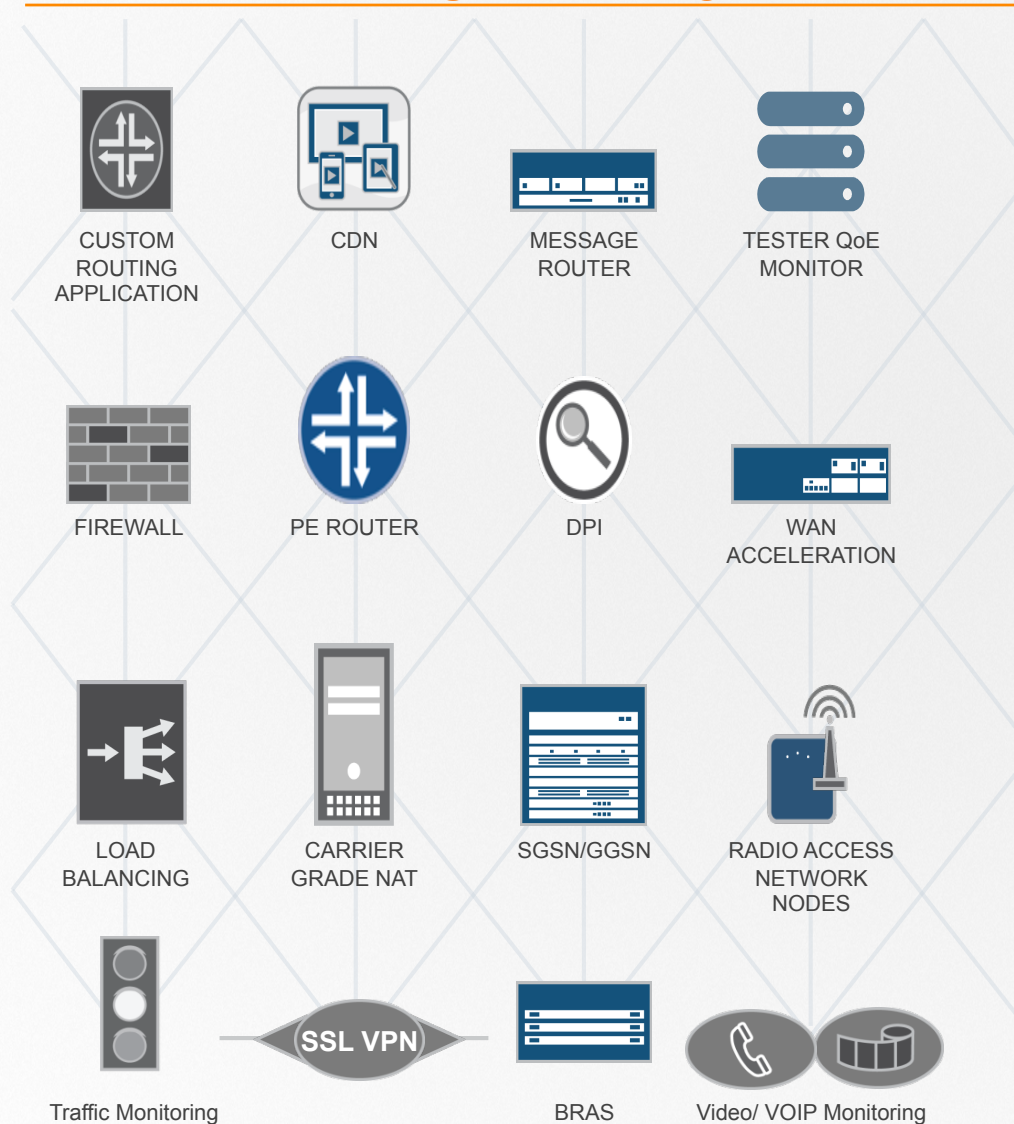 CUSTOM
ROUTING
APPLICATION
CDN
MESSAGE
ROUTER
TESTER QoE
MONITOR
FIREWALL
PE ROUTER
DPI
WAN
ACCELERATION
LOAD
BALANCING
CARRIER
GRADE NAT
SGSN/GGSN
RADIO ACCESS
NETWORK
NODES
Traffic Monitoring
SSL VPN
BRAS
Video/ VOIP Monitoring